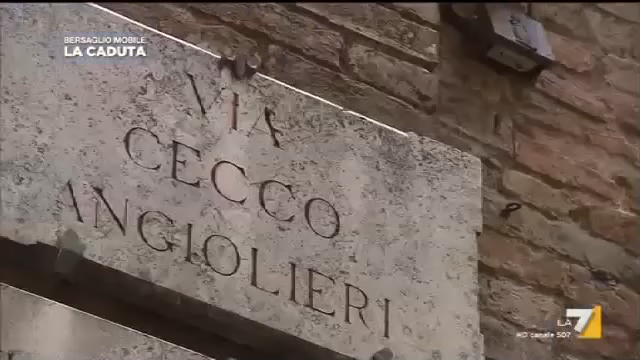 BERSAGLIO MOBILE
LA CADUTA
VIA
CECCO
ANGIOLIERI
LA7
HD canale 507